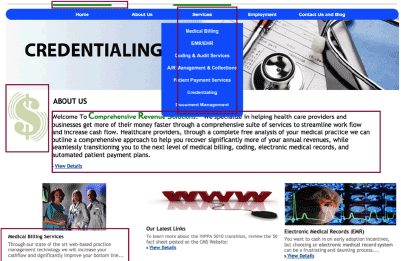 Home About Us Services Employment Contact Us and Blog
Medical Billing
EMR/EHR
Coding & Audit Services
A/R Management & Collections
Patient Payment Services
Credentialing
Document Management
CREDENTIALING
ABOUT US
Welcome To Comprehensive Revenue Solutions. We specialize in helping health care providers and
businesses get more of their money faster through a comprehensive suite of services to streamline work flow
and increase cash flow. Healthcare providers, through a complete free analysis of your medical practice we can
outline a comprehensive approach to help you recover significantly more of your annual revenues, while
seamlessly transitioning you to the next level of medical billing, coding, electronic medical records, and
automated patient payment plans.
View Details
Medical Billing Services
Through our state of the art web-based practice
management technology we will increase your
cashflow and significantly improve your bottom line...
WWW
Our Latest Links
To learn more about the HIPPA 5010 transition, review the 50
fact sheet posted on the CMS Website:
View Details
Electronic Medical Records (EMR)
You want to cash in on early adoption incentives,
but choosing an electronic medical record system
can be a frustrating and daunting process....
View Details